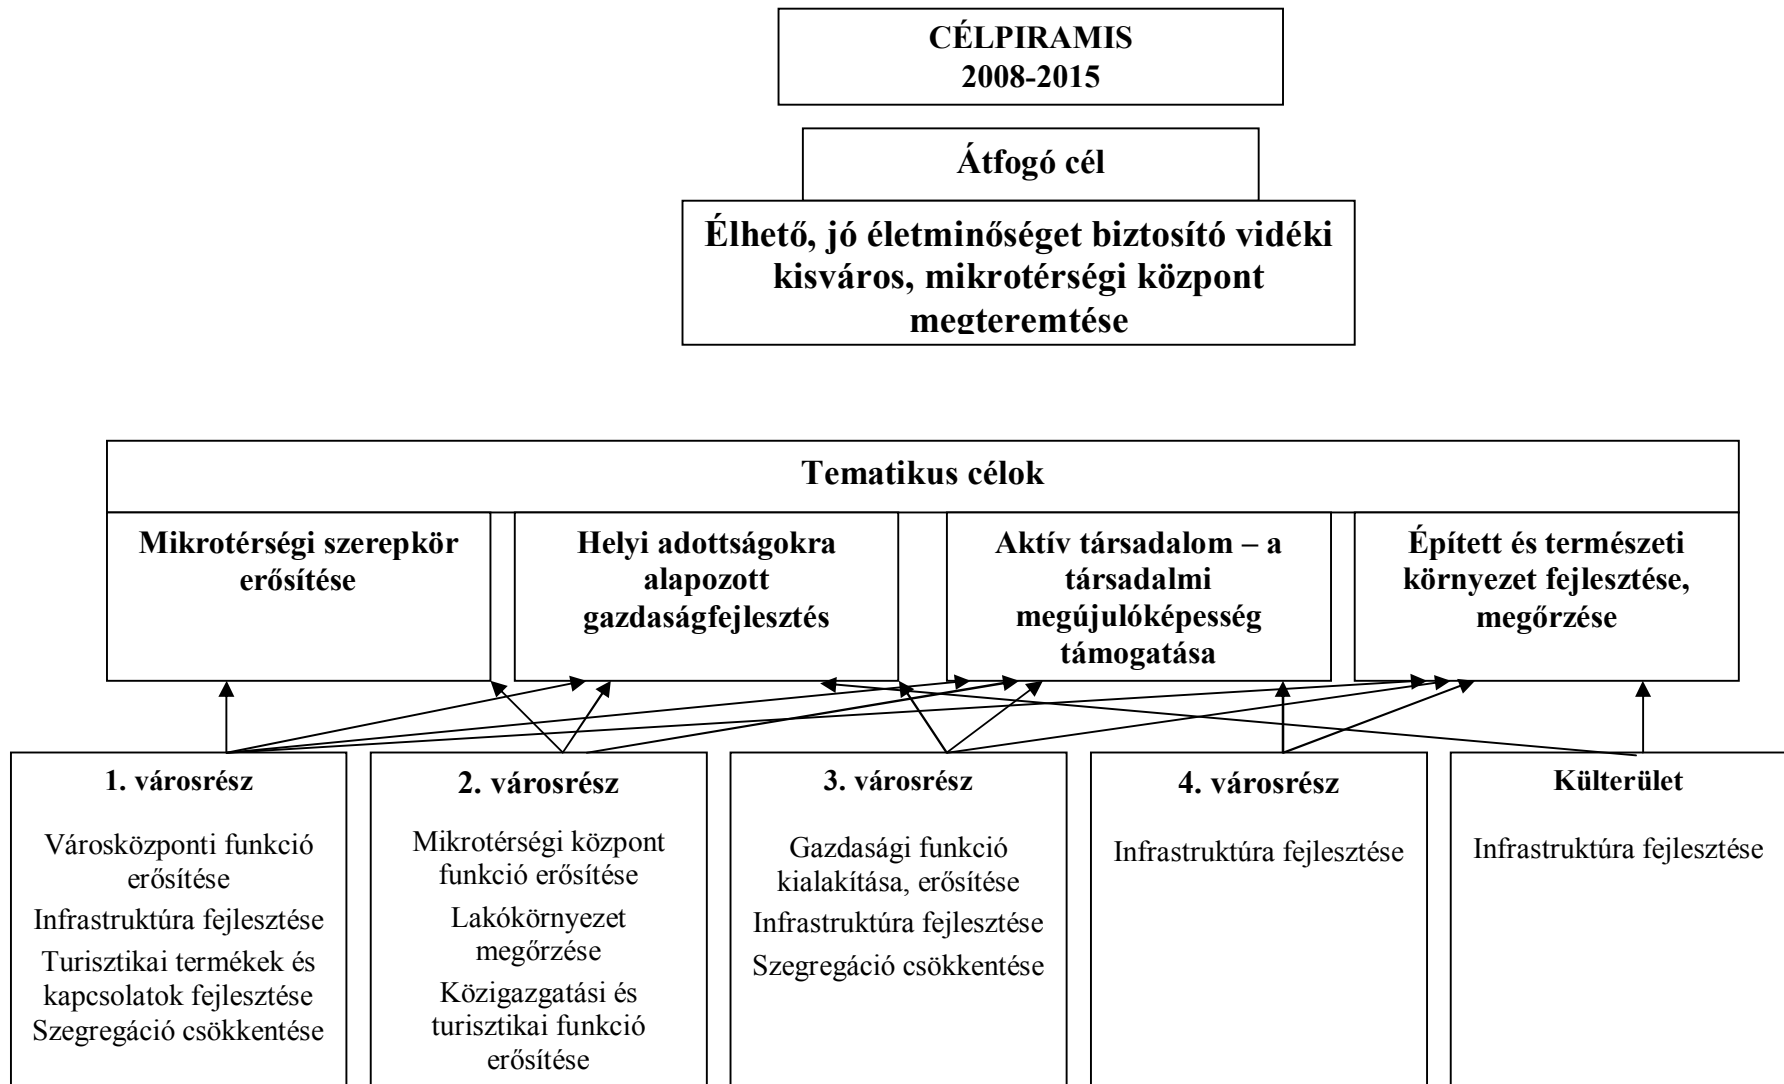 CÉLPIRAMIS
2008-2015
Átfogó cél
Élhető, jó életminőséget biztosító vidéki
kisváros, mikrotérségi központ
megteremtése
Tematikus célok
Mikrotérségi szerepkör
erősítése
Helyi adottságokra
alapozott
gazdaságfejlesztés
Aktív társadalom – a
társadalmi
megújulóképesség
támogatása
Épített és természeti
környezet fejlesztése,
megőrzése
1. városrész
Városközponti funkció
erősítése
Infrastruktúra fejlesztése
Turisztikai termékek és
kapcsolatok fejlesztése
Szegregáció csökkentése
2. városrész
Mikrotérségi központ
funkció erősítése
Lakókörnyezet
megőrzése
Közigazgatási és
turisztikai funkció
erősítése
3. városrész
Gazdasági funkció
kialakítása, erősítése
Infrastruktúra fejlesztése
Szegregáció csökkentése
4. városrész
Infrastruktúra fejlesztése
Külterület
Infrastruktúra fejlesztése